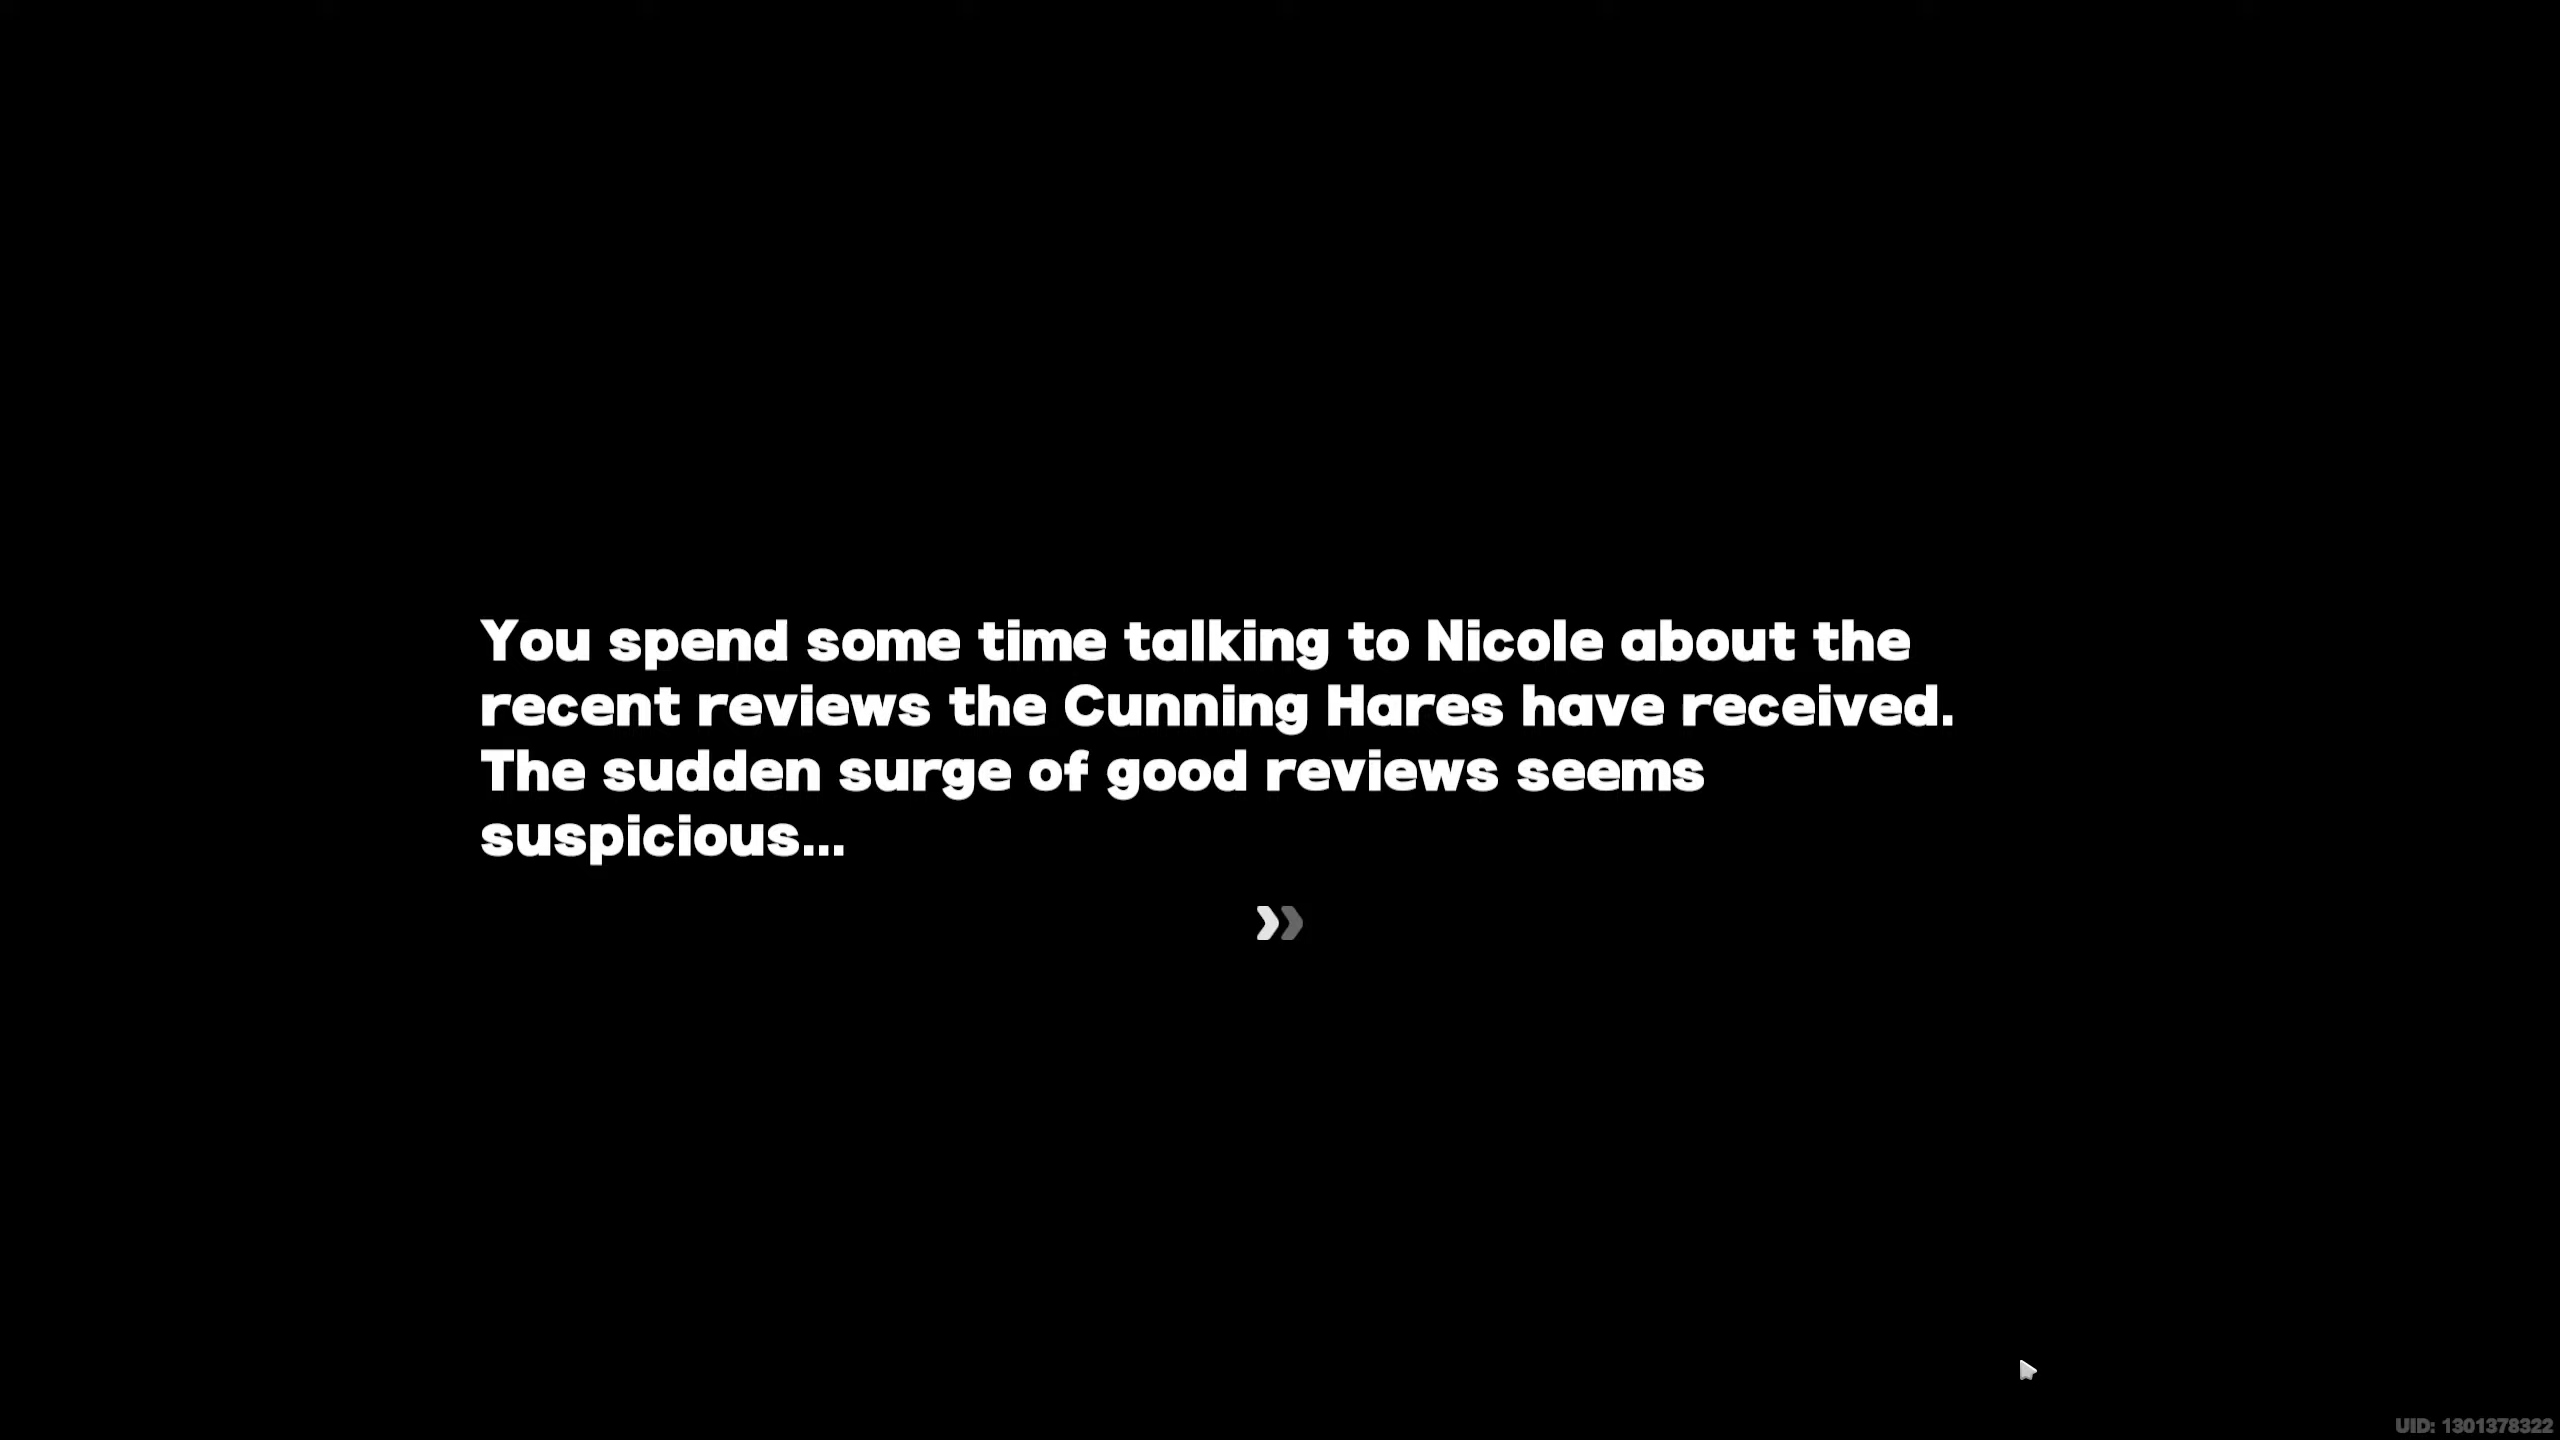 You spend some time talking to Nicole about the
recent reviews the Cunning Hares have received.
The sudden surge of good reviews seems
suspicious...
UID: 1301378322